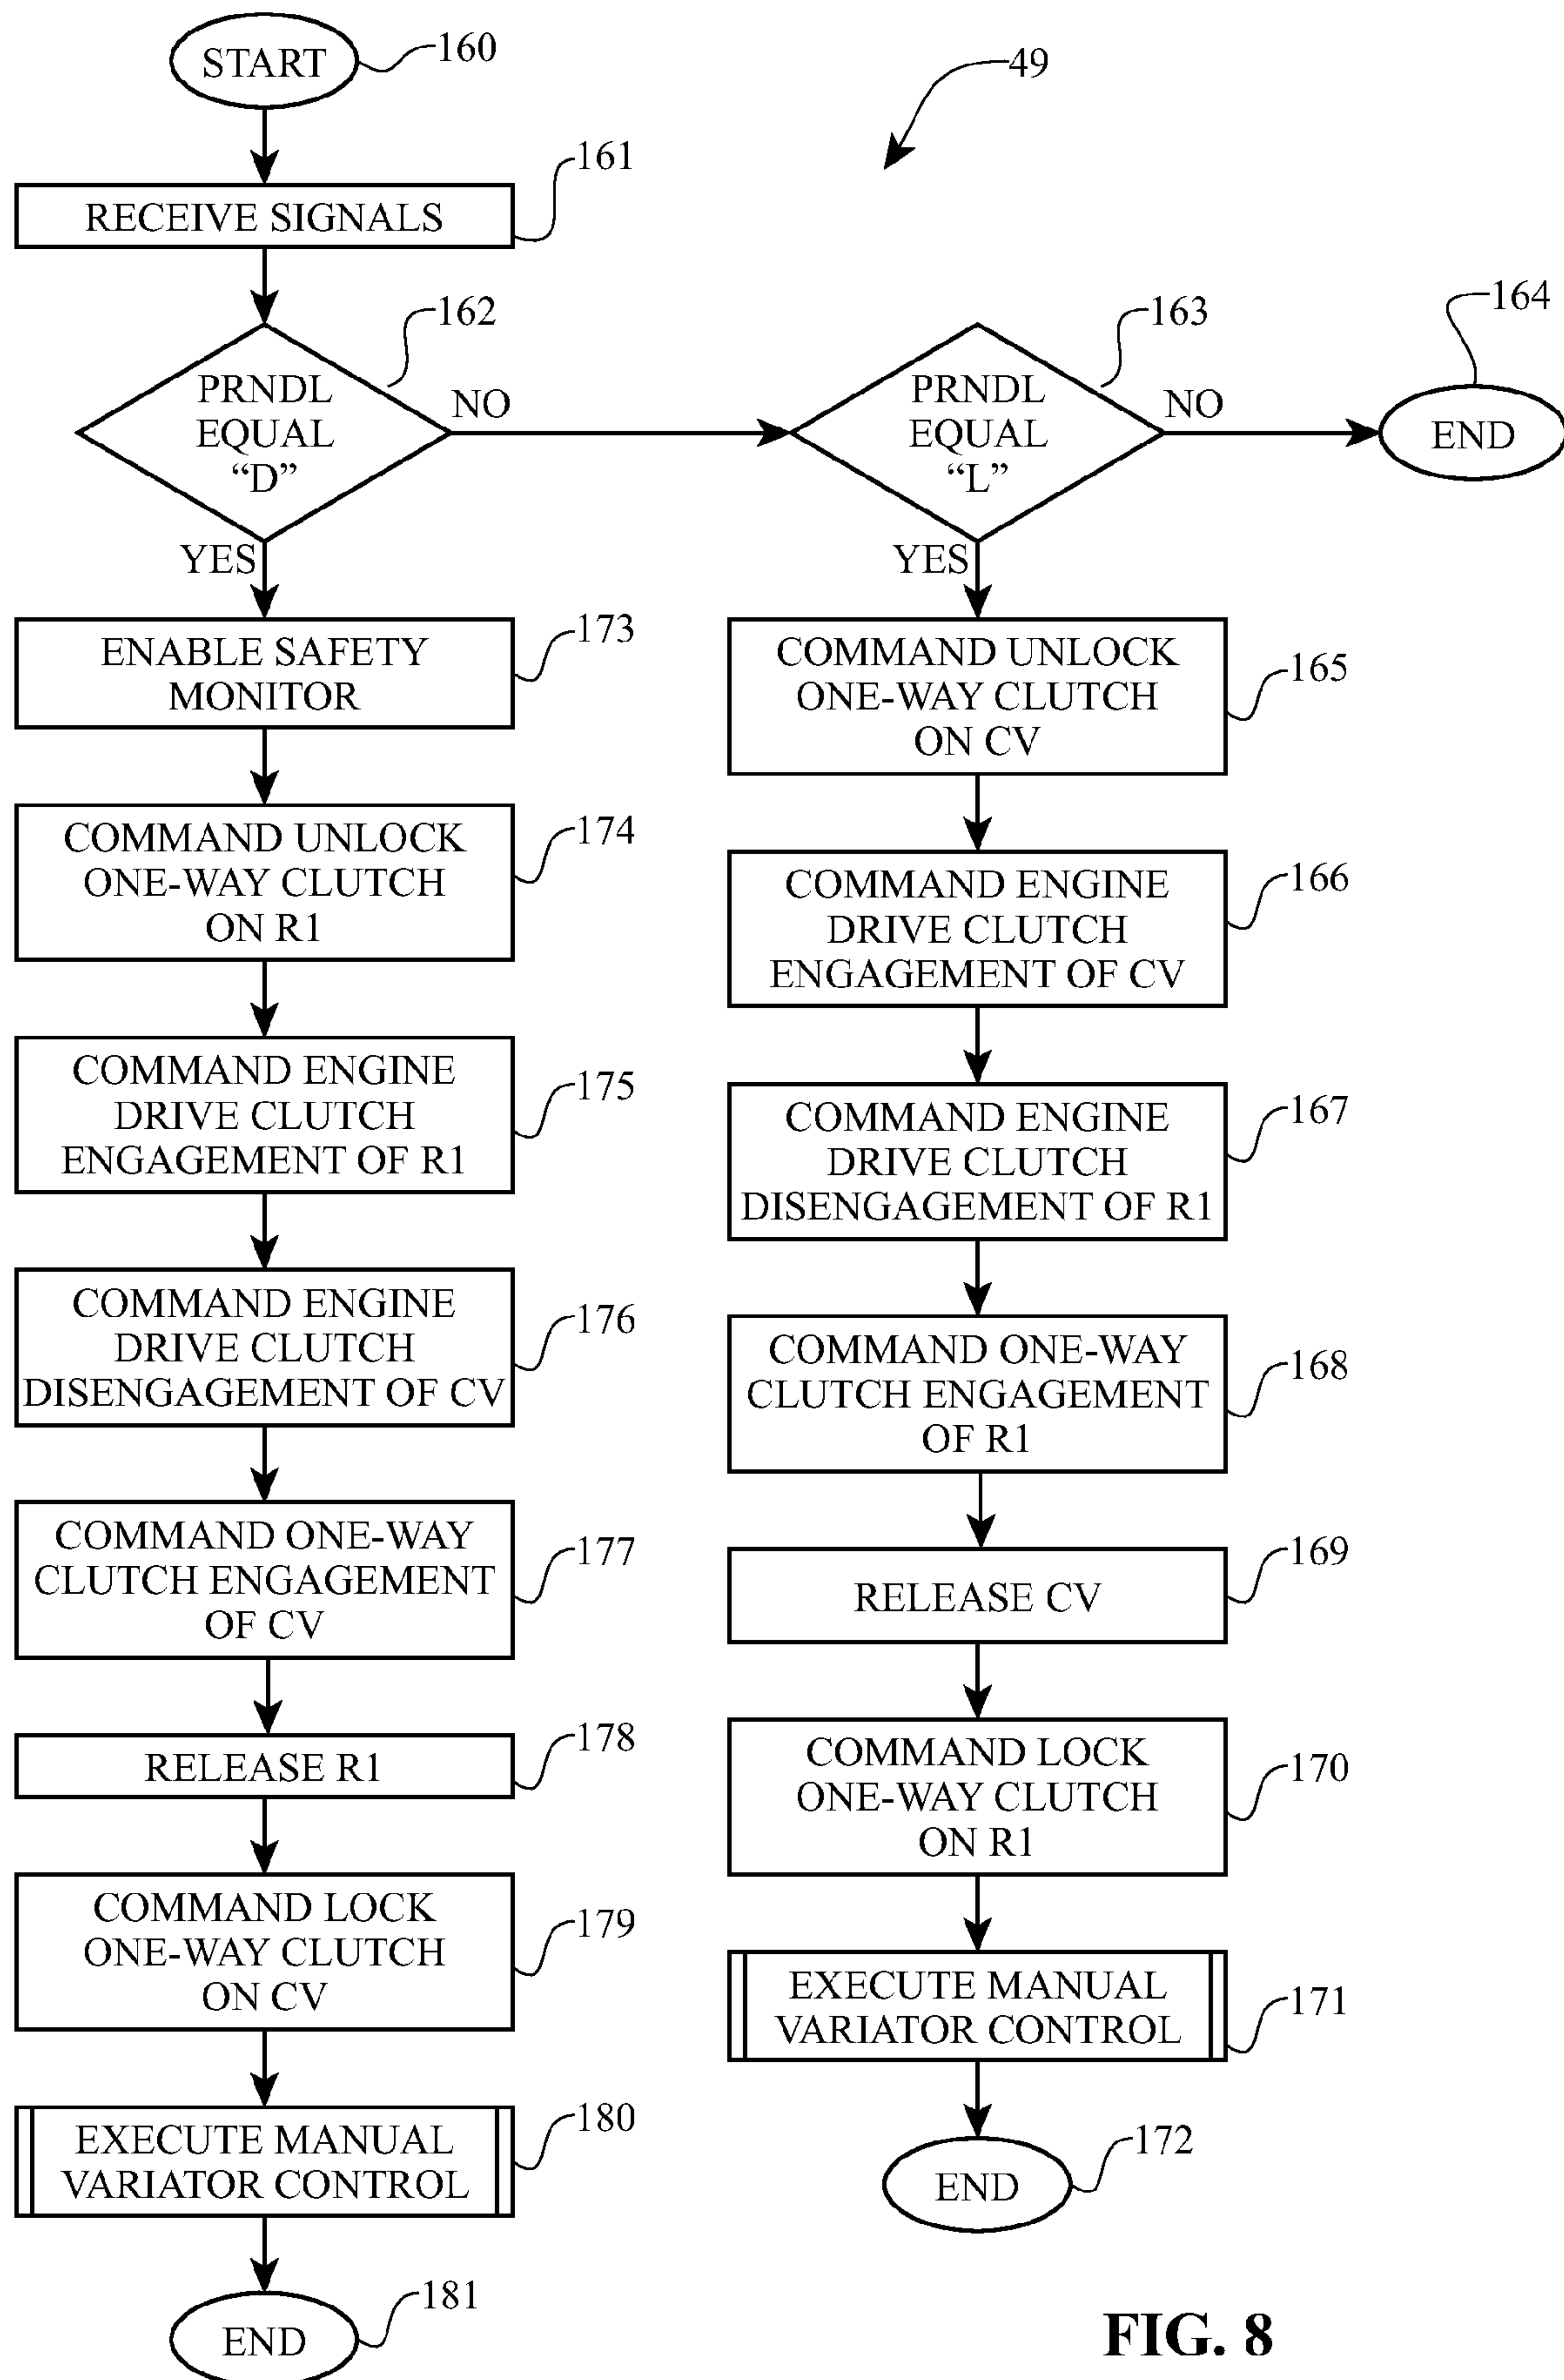 START
160
49
RECEIVE SIGNALS
161
PRNDL
EQUAL
“D”
162
NO
YES
PRNDL
EQUAL
“L”
163
NO
YES
END
164
ENABLE SAFETY
MONITOR
173
COMMAND UNLOCK
ONE-WAY CLUTCH
ON R1
174
COMMAND ENGINE
DRIVE CLUTCH
ENGAGEMENT OF R1
175
COMMAND ENGINE
DRIVE CLUTCH
DISENGAGEMENT OF CV
176
COMMAND ONE-WAY
CLUTCH ENGAGEMENT
OF CV
177
RELEASE R1
178
COMMAND LOCK
ONE-WAY CLUTCH
ON CV
179
EXECUTE MANUAL
VARIATOR CONTROL
180
END
181
COMMAND UNLOCK
ONE-WAY CLUTCH
ON CV
165
COMMAND ENGINE
DRIVE CLUTCH
ENGAGEMENT OF CV
166
COMMAND ENGINE
DRIVE CLUTCH
DISENGAGEMENT OF R1
167
COMMAND ONE-WAY
CLUTCH ENGAGEMENT
OF R1
168
RELEASE CV
169
COMMAND LOCK
ONE-WAY CLUTCH
ON R1
170
EXECUTE MANUAL
VARIATOR CONTROL
171
END
172
FIG. 8